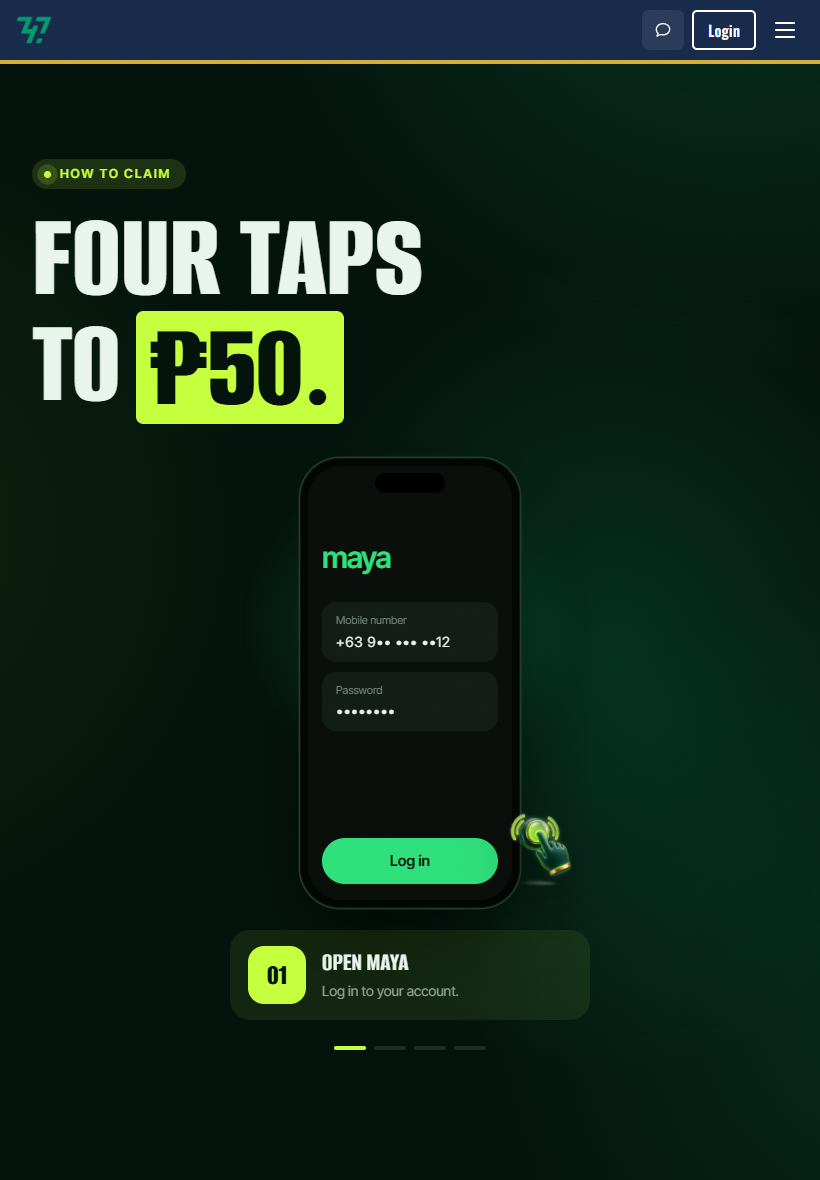 Login
HOW TO CLAIM
FOUR TAPS
TO ₱50.
maya
Mobile number
+63 9•• ••• ••12
Password
••••••••
Log in
01
OPEN MAYA
Log in to your account.